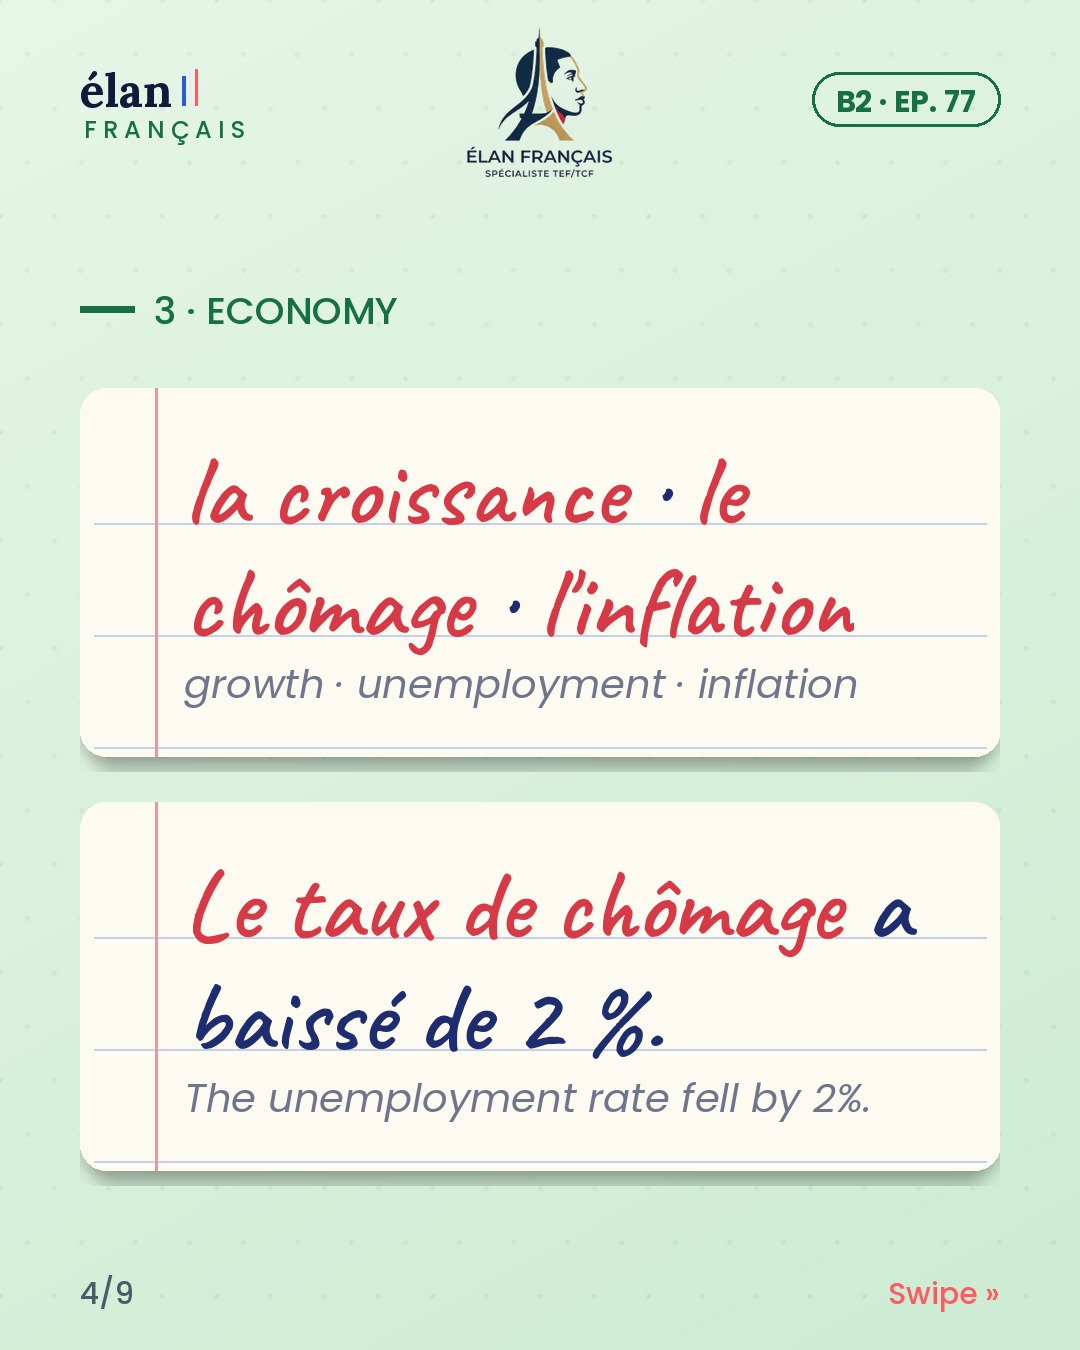 élan
FRANÇAIS
ÉLAN FRANÇAIS
SPÉCIALISTE TEF/TCF
B2 · EP. 77
3 · ECONOMY
la croissance · le
chômage · l'inflation
growth · unemployment · inflation
Le taux de chômage a
baissé de 2 %.
The unemployment rate fell by 2%.
4/9
Swipe »